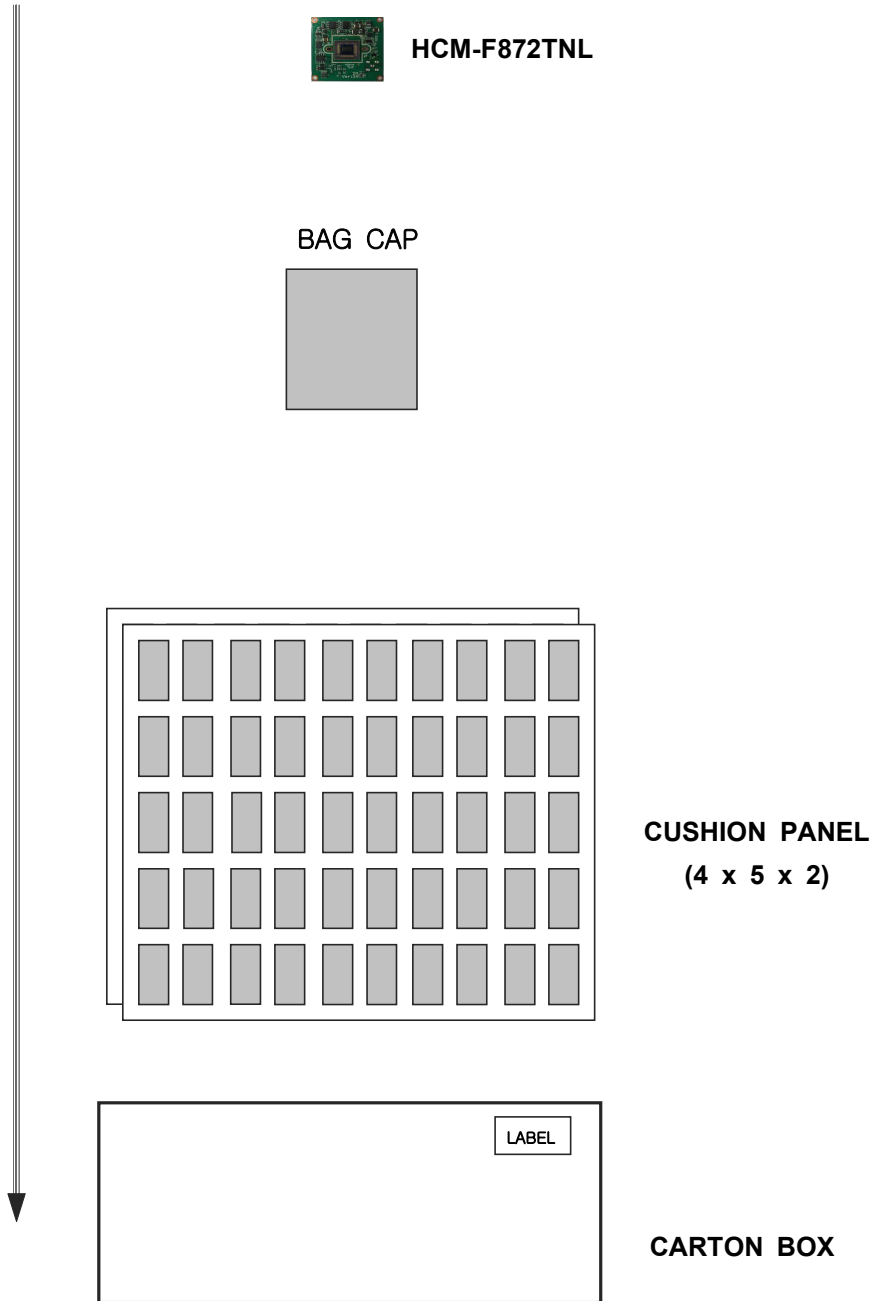 HCM-F872TNL
BAG CAP
CUSHION PANEL
(4 x 5 x 2)
LABEL
CARTON BOX